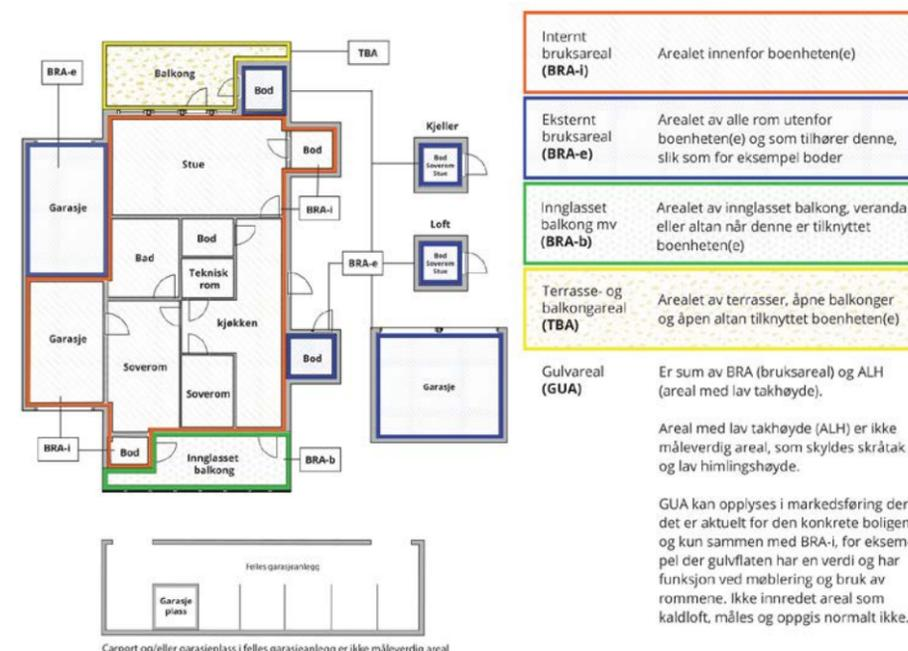 TBA
BRA-e
Balkong
Bod
Kjeller
Bod
Soverom
Stue
Stue
Bod
Garasje
BRA-i
Loft
Bod
Soverom
Stue
Bod
Bad
Teknisk
rom
BRA-e
Garasje
kjøkken
Soverom
Bod
Garasje
Soverom
BRA-i
Bod
Innglasset
balkong
BRA-b
Felles garasjeanlegg
Garasje
plass
Carport og/eller garasjeplass i felles garasjeanlegg er ikke måleverdig areal
Internt
bruksareal
(BRA-i)
Arealet innenfor boenheten(e)
Eksternt
bruksareal
(BRA-e)
Arealet av alle rom utenfor
boenheten(e) og som tilhører denne,
slik som for eksempel boder
Innglasset
balkong mv
(BRA-b)
Arealet av innglasset balkong, veranda
eller altan når denne er tilknyttet
boenheten(e)
Terrasse- og
balkongareal
(TBA)
Arealet av terrasser, åpne balkonger
og åpen altan tilknyttet boenheten(e)
Gulvareal
(GUA)
Er sum av BRA (bruksareal) og ALH
(areal med lav takhøyde).
Areal med lav takhøyde (ALH) er ikke
måleverdig areal, som skyldes skråtak
og lav himlingshøyde.
GUA kan opplyses i markedsføring der
det er aktuelt for den konkrete boligen
og kun sammen med BRA-i, for eksem-
pel der gulvflaten har en verdi og har
funksjon ved møblering og bruk av
rommene. Ikke innredet areal som
kaldloft, måles og oppgis normalt ikke.